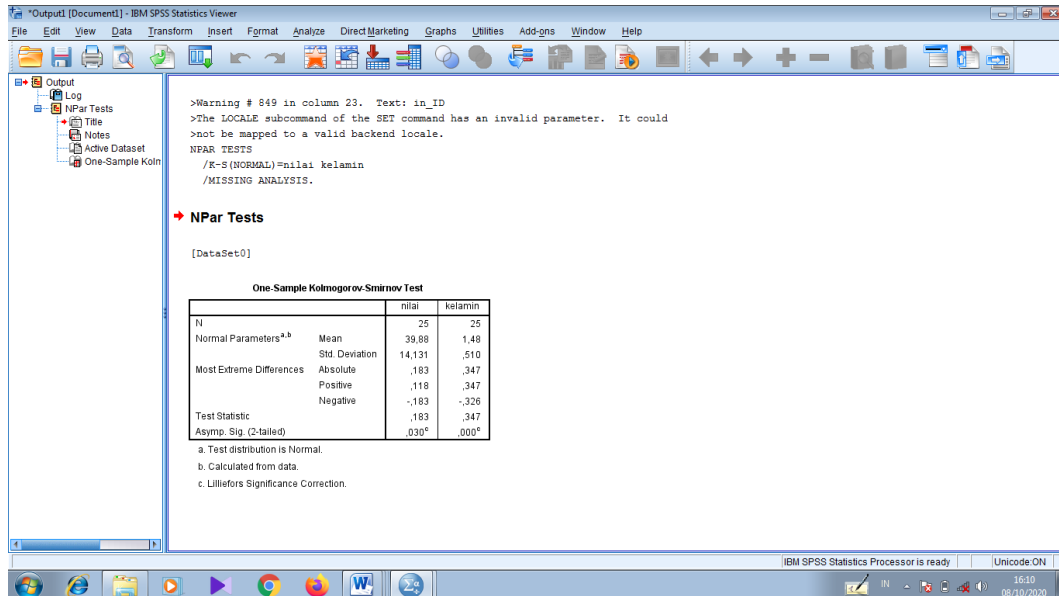 *Output1 [Document1] - IBM SPSS Statistics Viewer
File Edit View Data Transform Insert Format Analyze Direct Marketing Graphs Utilities Add-ons Window Help
Output
Log
NPar Tests
Title
Notes
Active Dataset
One-Sample Kolm
>Warning # 849 in column 23.  Text: in_ID
>The LOCALE subcommand of the SET command has an invalid parameter.  It could
>not be mapped to a valid backend locale.
NPAR TESTS
/K-S(NORMAL)=nilai kelamin
/MISSING ANALYSIS.
NPar Tests
[DataSet0]
One-Sample Kolmogorov-Smirnov Test
nilai kelamin
N 25 25
Normal Parameters a,b Mean 39,88 1,48
Std. Deviation 14,131 ,510
Most Extreme Differences Absolute ,183 ,347
Positive ,118 ,347
Negative -,183 -,326
Test Statistic ,183 ,347
Asymp. Sig. (2-tailed) ,030 c ,000 c
a. Test distribution is Normal.
b. Calculated from data.
c. Lilliefors Significance Correction.
IBM SPSS Statistics Processor is ready Unicode:ON
IN 16:10
08/10/2020